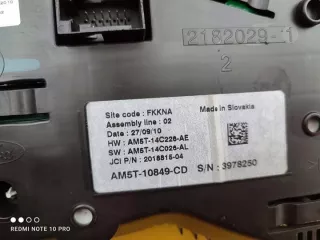 2182029-1
2
Site code : FKKNA
Made in Slovakia
Assembly line : 02
Date : 27/09/10
HW : AM5T-14C226-AE
SW : AM5T-14C026-AL
JCI P/N : 2018815-04
AM5T-10849-CD S/N : 3978250
REDMI NOTE 10